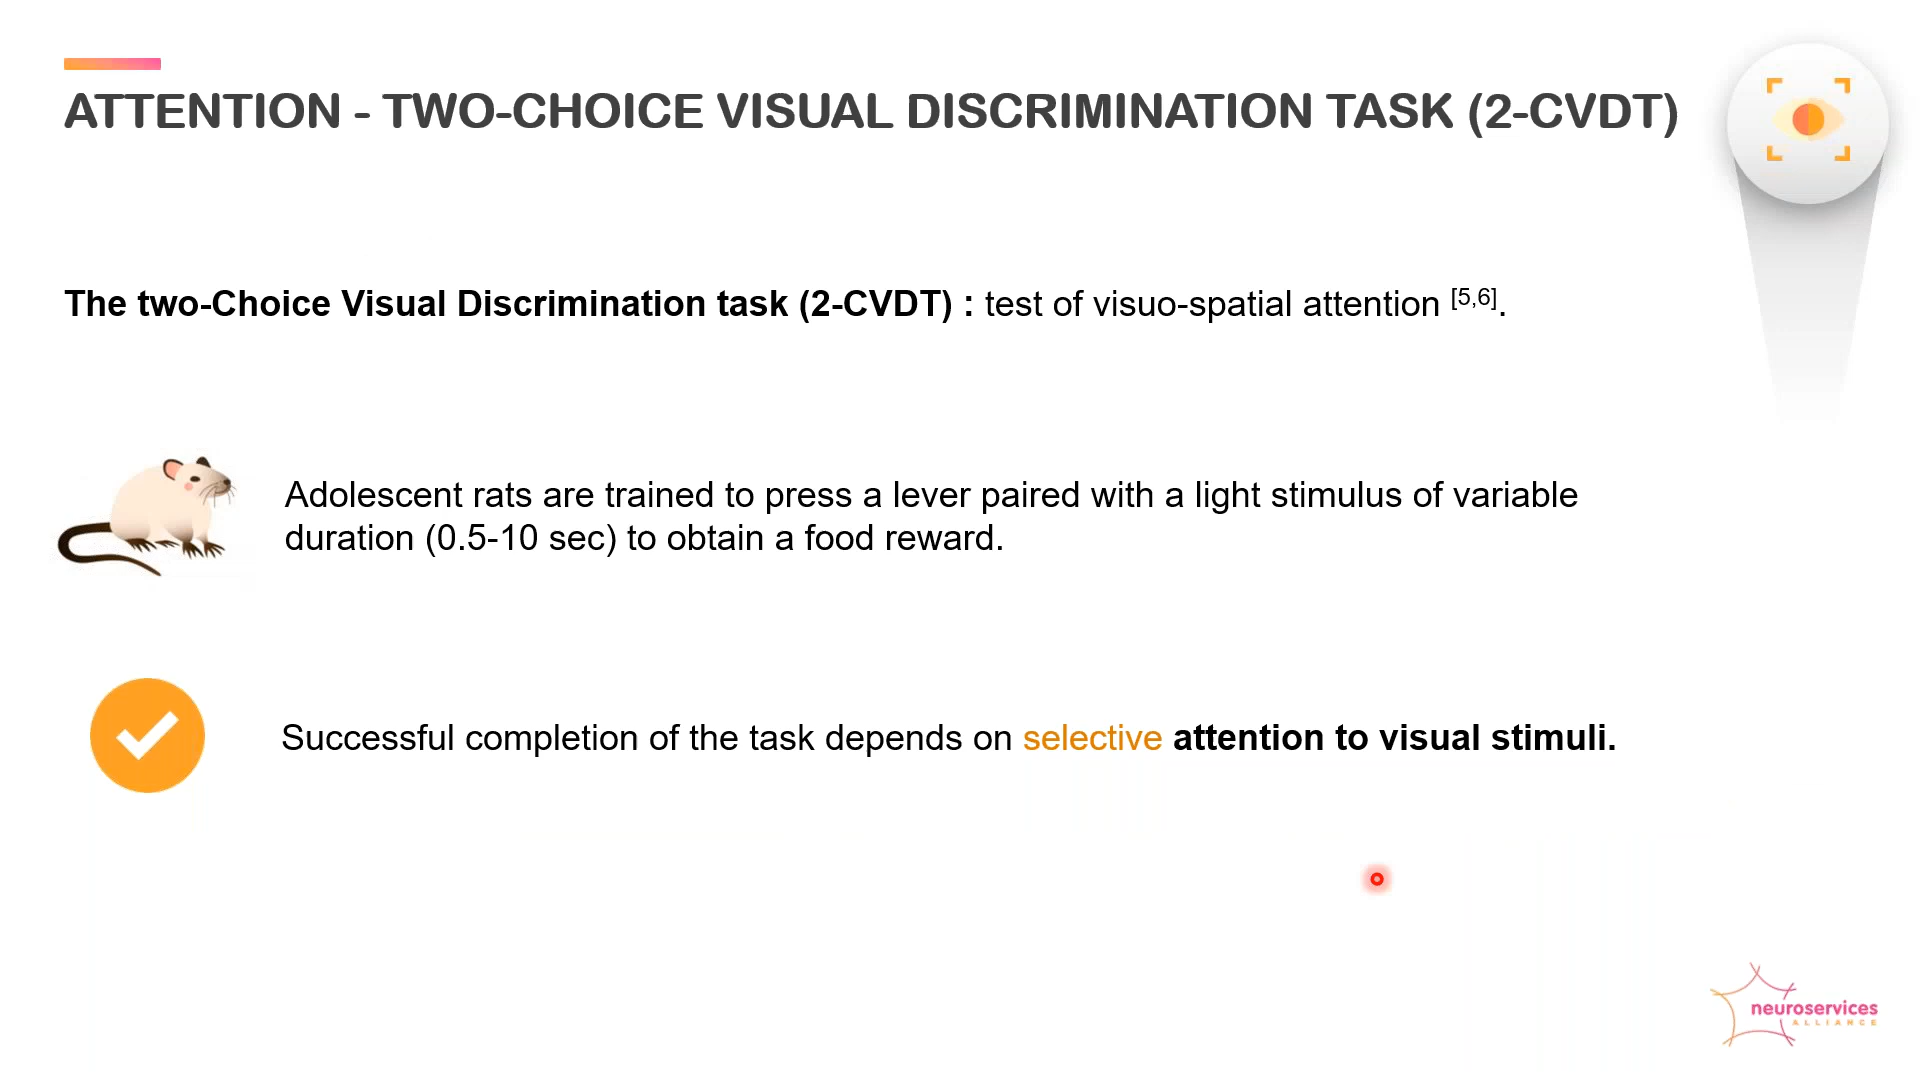 ATTENTION - TWO-CHOICE VISUAL DISCRIMINATION TASK (2-CVDT)
The two-Choice Visual Discrimination task (2-CVDT) : test of visuo-spatial attention [5,6].
Adolescent rats are trained to press a lever paired with a light stimulus of variable
duration (0.5-10 sec) to obtain a food reward.
Successful completion of the task depends on selective attention to visual stimuli.
neuroservices
ALLIANCE